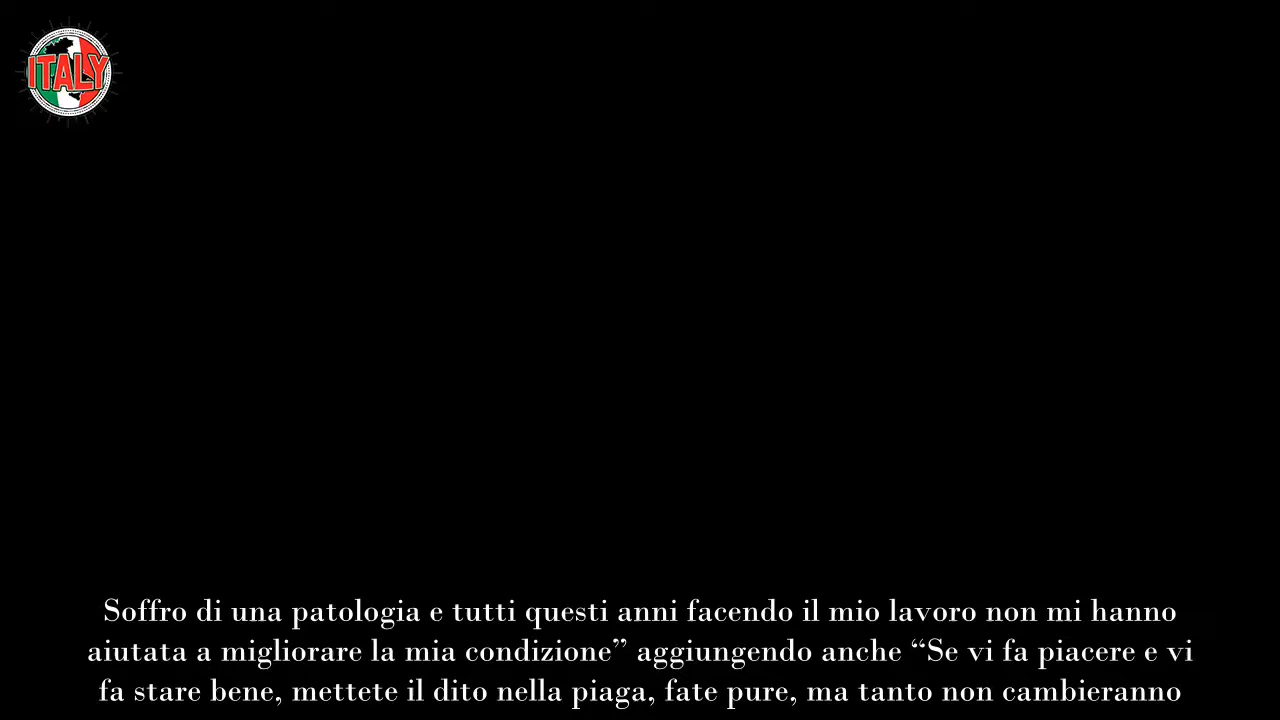 ITALY
Soffro di una patologia e tutti questi anni facendo il mio lavoro non mi hanno
aiutata a migliorare la mia condizione” aggiungendo anche “Se vi fa piacere e vi
fa stare bene, mettete il dito nella piaga, fate pure, ma tanto non cambieranno